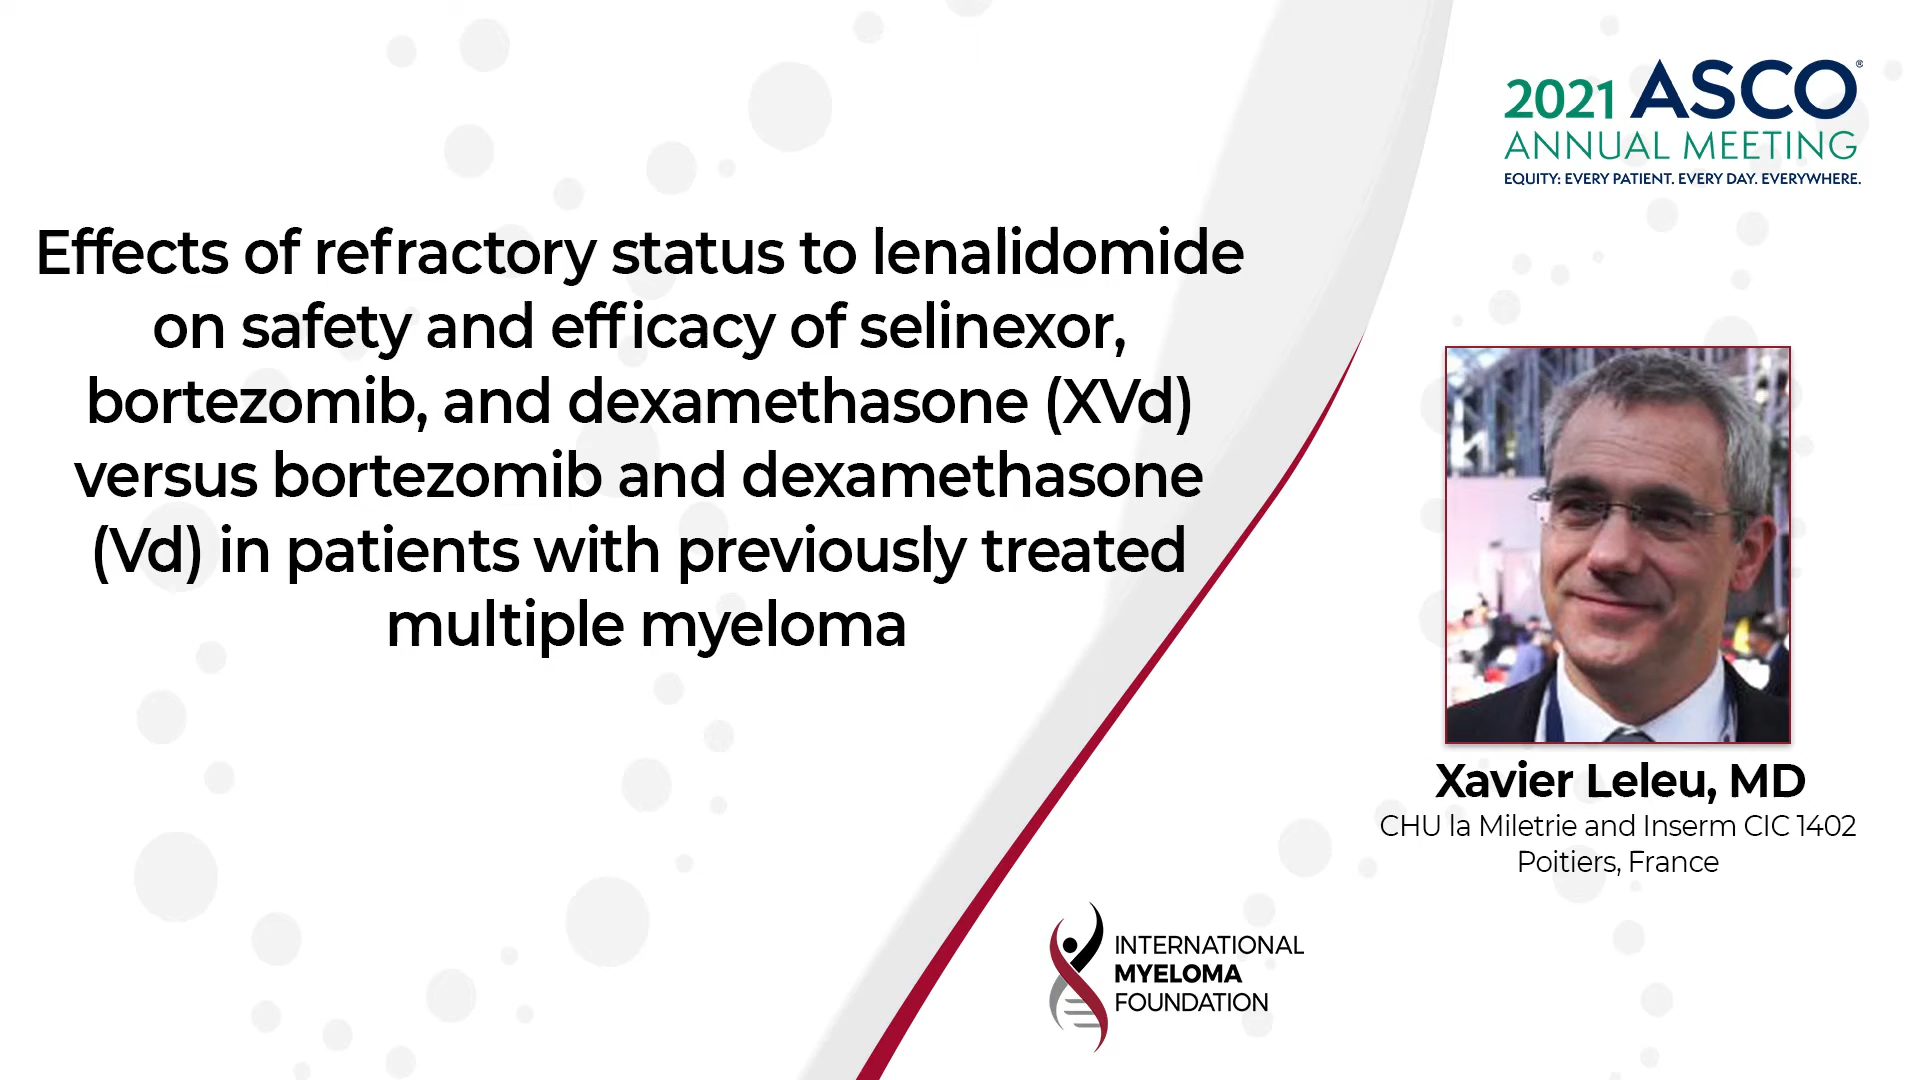 Effects of refractory status to lenalidomide
on safety and efficacy of selinexor,
bortezomib, and dexamethasone (XVd)
versus bortezomib and dexamethasone
(Vd) in patients with previously treated
multiple myeloma
2021 ASCO®
ANNUAL MEETING
EQUITY: EVERY PATIENT. EVERY DAY. EVERYWHERE.
Xavier Leleu, MD
CHU la Miletrie and Inserm CIC 1402
Poitiers, France
INTERNATIONAL
MYELOMA
FOUNDATION